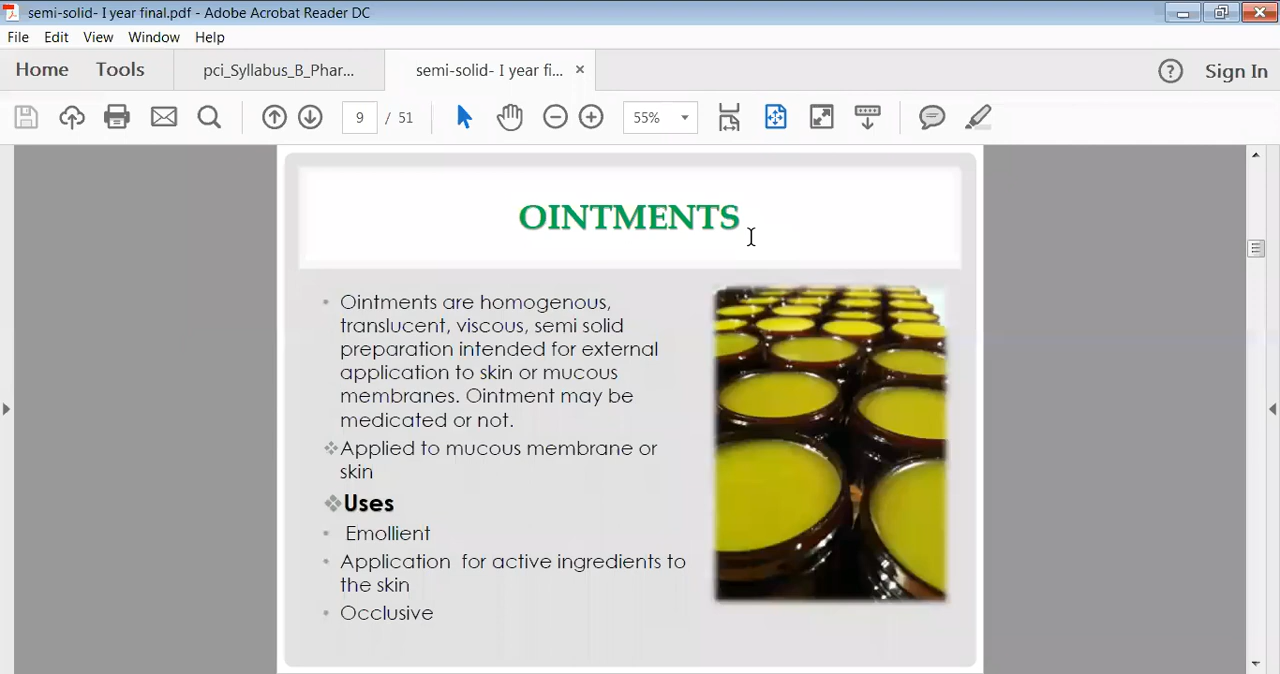 semi-solid- I year final.pdf - Adobe Acrobat Reader DC
File Edit View Window Help
Home Tools pci_Syllabus_B_Phar... semi-solid- I year fi... × ? Sign In
9 / 51 55%
OINTMENTS
• Ointments are homogenous,
translucent, viscous, semi solid
preparation intended for external
application to skin or mucous
membranes. Ointment may be
medicated or not.
❖Applied to mucous membrane or
skin
❖Uses
• Emollient
• Application for active ingredients to
the skin
• Occlusive